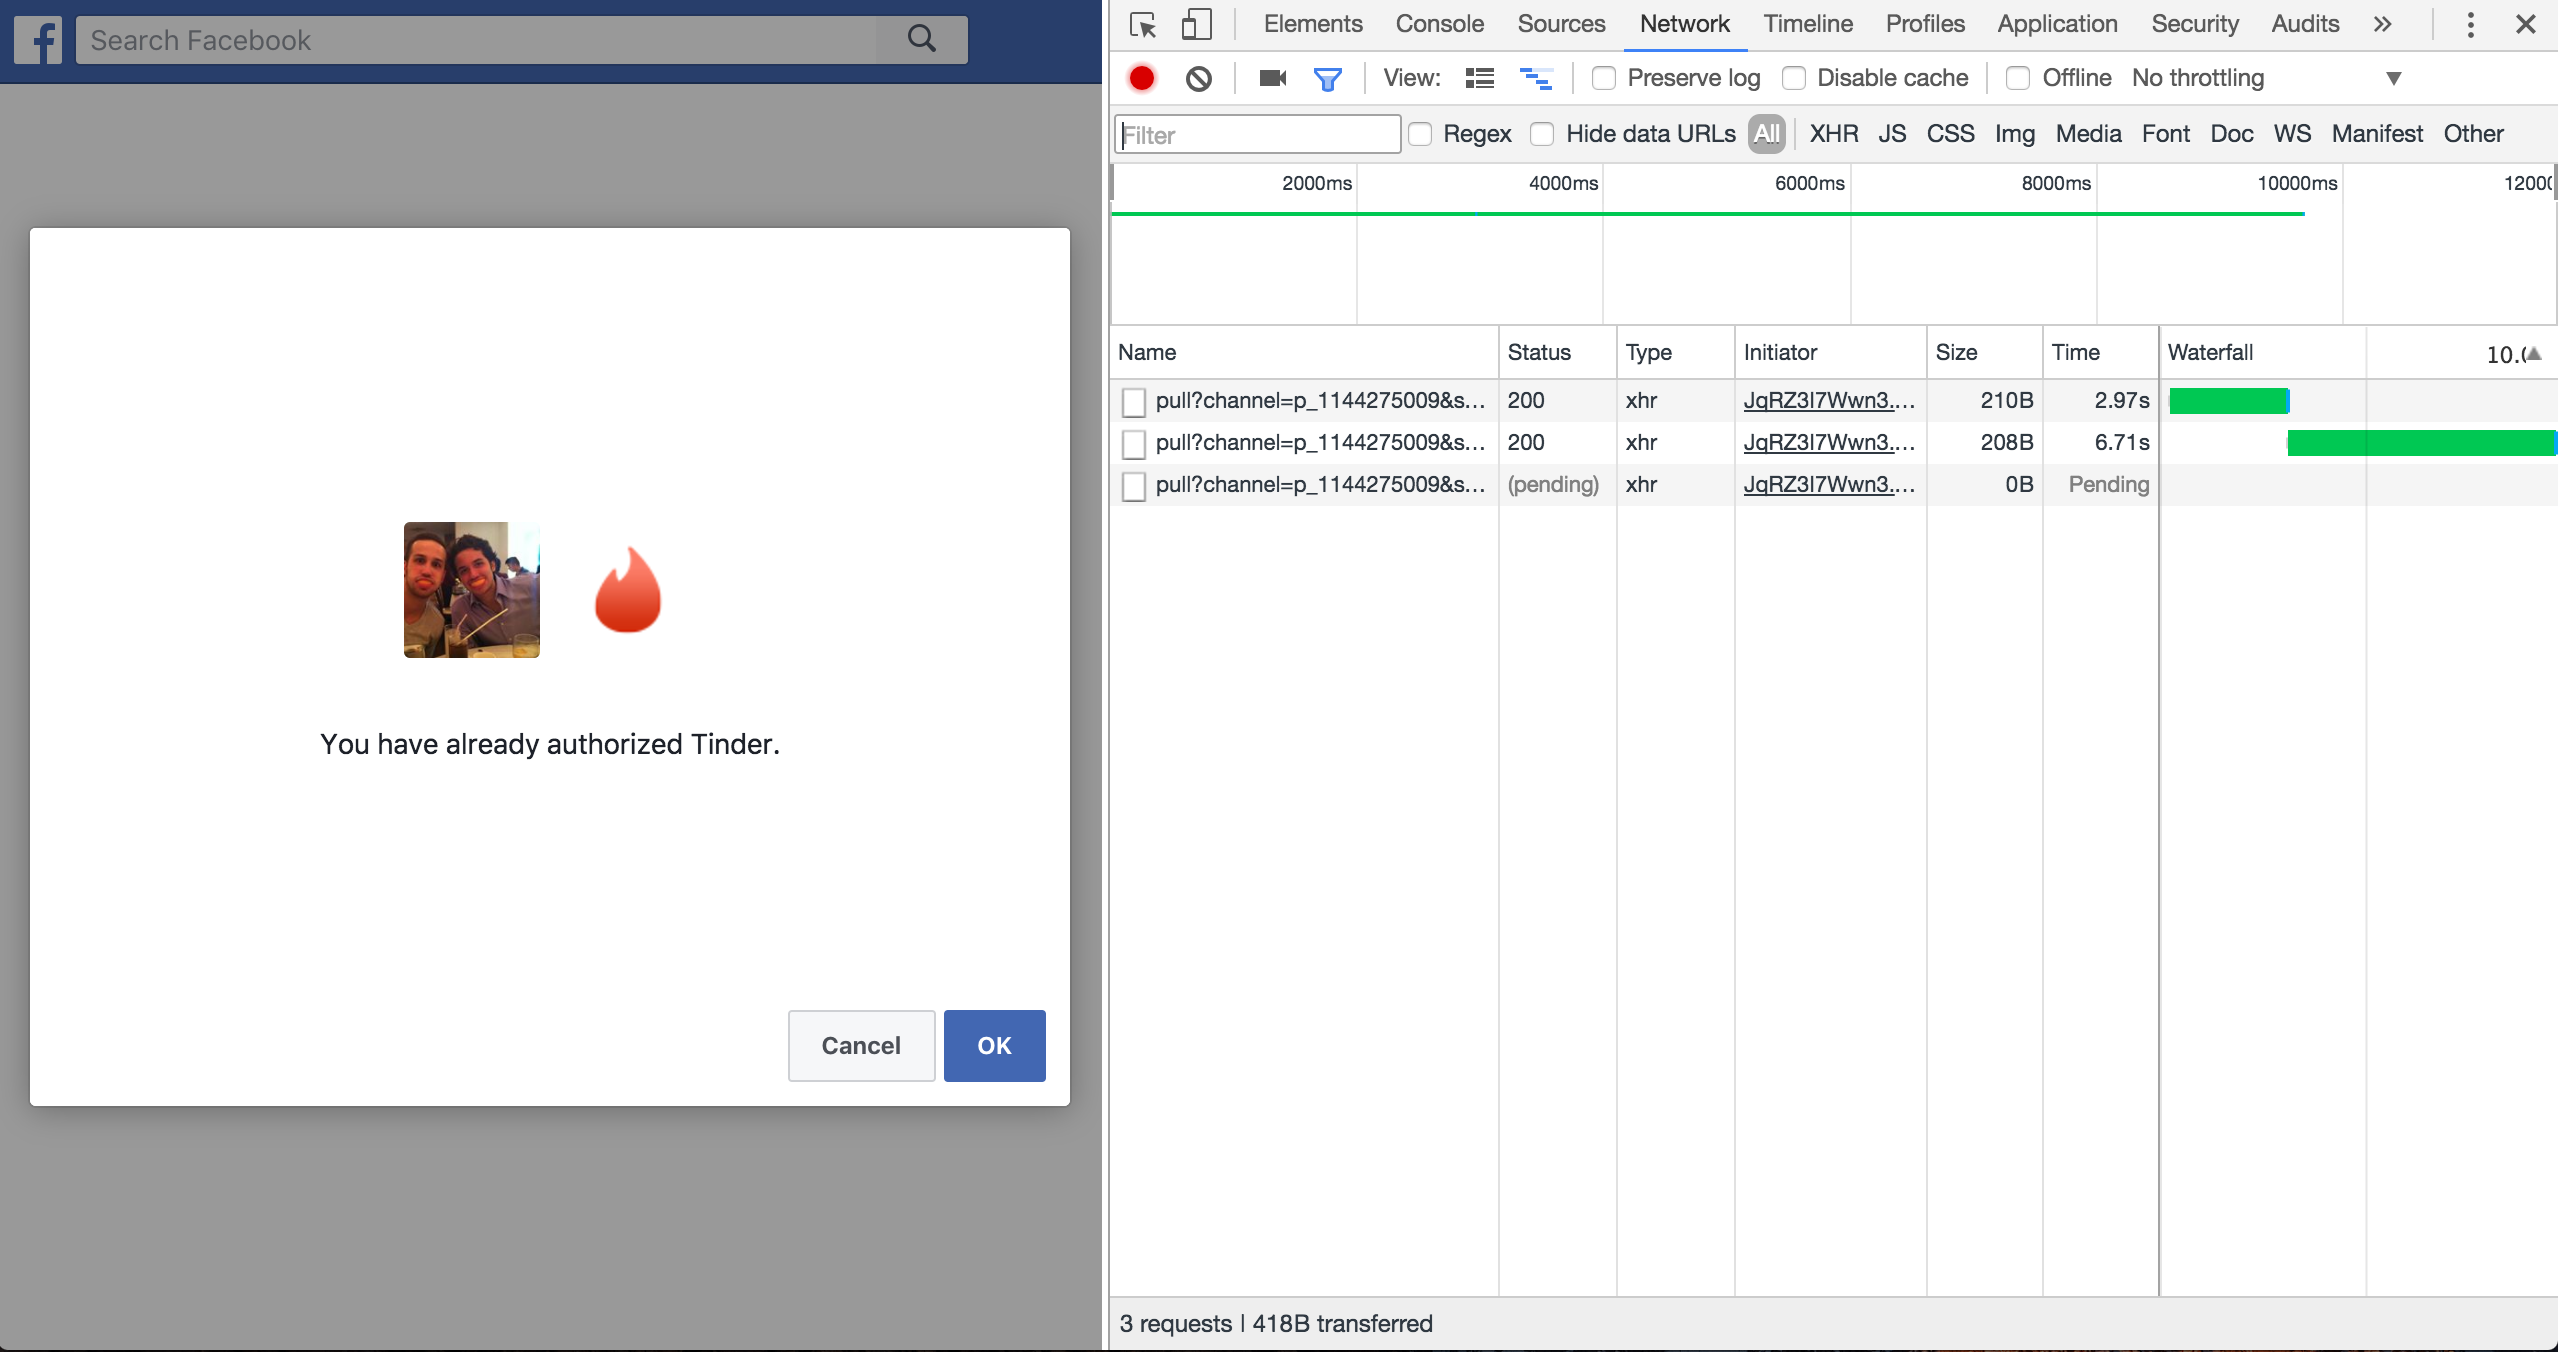 f
Search Facebook
You have already authorized Tinder.
Cancel OK
Elements Console Sources Network Timeline Profiles Application Security Audits »
View: Preserve log Disable cache Offline No throttling
Filter Regex Hide data URLs All XHR JS CSS Img Media Font Doc WS Manifest Other
2000ms 4000ms 6000ms 8000ms 10000ms 1200
Name Status Type Initiator Size Time Waterfall 10.
pull?channel=p_1144275009&s... 200 xhr JqRZ3I7Wwn3.... 210B 2.97s
pull?channel=p_1144275009&s... 200 xhr JqRZ3I7Wwn3.... 208B 6.71s
pull?channel=p_1144275009&s... (pending) xhr JqRZ3I7Wwn3.... 0B Pending
3 requests | 418B transferred